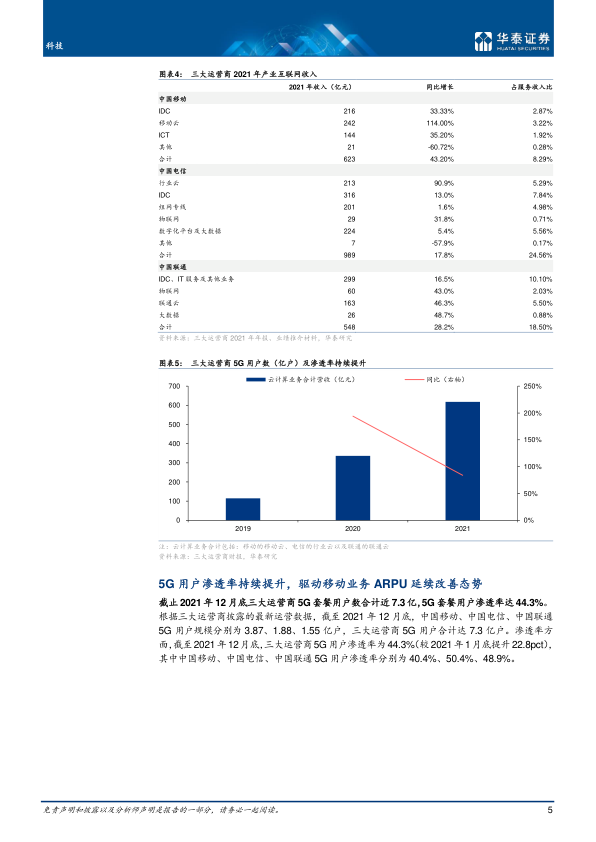 科技
华泰证券
HUATAI SECURITIES
图表4： 三大运营商 2021 年产业互联网收入
2021 年收入（亿元） 同比增长 占服务收入比
中国移动
IDC 216 33.33% 2.87%
移动云 242 114.00% 3.22%
ICT 144 35.20% 1.92%
其他 21 -60.72% 0.28%
合计 623 43.20% 8.29%
中国电信
行业云 213 90.9% 5.29%
IDC 316 13.0% 7.84%
组网专线 201 1.6% 4.98%
物联网 29 31.8% 0.71%
数字化平台及大数据 224 5.4% 5.56%
其他 7 -57.9% 0.17%
合计 989 17.8% 24.56%
中国联通
IDC、IT 服务及其他业务 299 16.5% 10.10%
物联网 60 43.0% 2.03%
联通云 163 46.3% 5.50%
大数据 26 48.7% 0.88%
合计 548 28.2% 18.50%
资料来源：三大运营商 2021 年年报、业绩推介材料，华泰研究
图表5： 三大运营商 5G 用户数（亿户）及渗透率持续提升
云计算业务合计营收（亿元） 同比（右轴）
700 250%
600
500 200%
400 150%
300 100%
200
100 50%
0 0%
2019 2020 2021
注：云计算业务合计包括：移动的移动云、电信的行业云以及联通的联通云
资料来源：三大运营商财报，华泰研究
5G 用户渗透率持续提升，驱动移动业务 ARPU 延续改善态势
截止 2021 年 12 月底三大运营商 5G 套餐用户数合计近 7.3 亿，5G 套餐用户渗透率达 44.3%。
根据三大运营商披露的最新运营数据，截至 2021 年 12 月底，中国移动、中国电信、中国联通
5G 用户规模分别为 3.87、1.88、1.55 亿户，三大运营商 5G 用户合计达 7.3 亿户。渗透率方
面，截至 2021 年 12 月底，三大运营商 5G 用户渗透率为 44.3%（较 2021 年 1 月底提升 22.8pct），
其中中国移动、中国电信、中国联通 5G 用户渗透率分别为 40.4%、50.4%、48.9%。
免责声明和披露以及分析师声明是报告的一部分，请务必一起阅读。 5